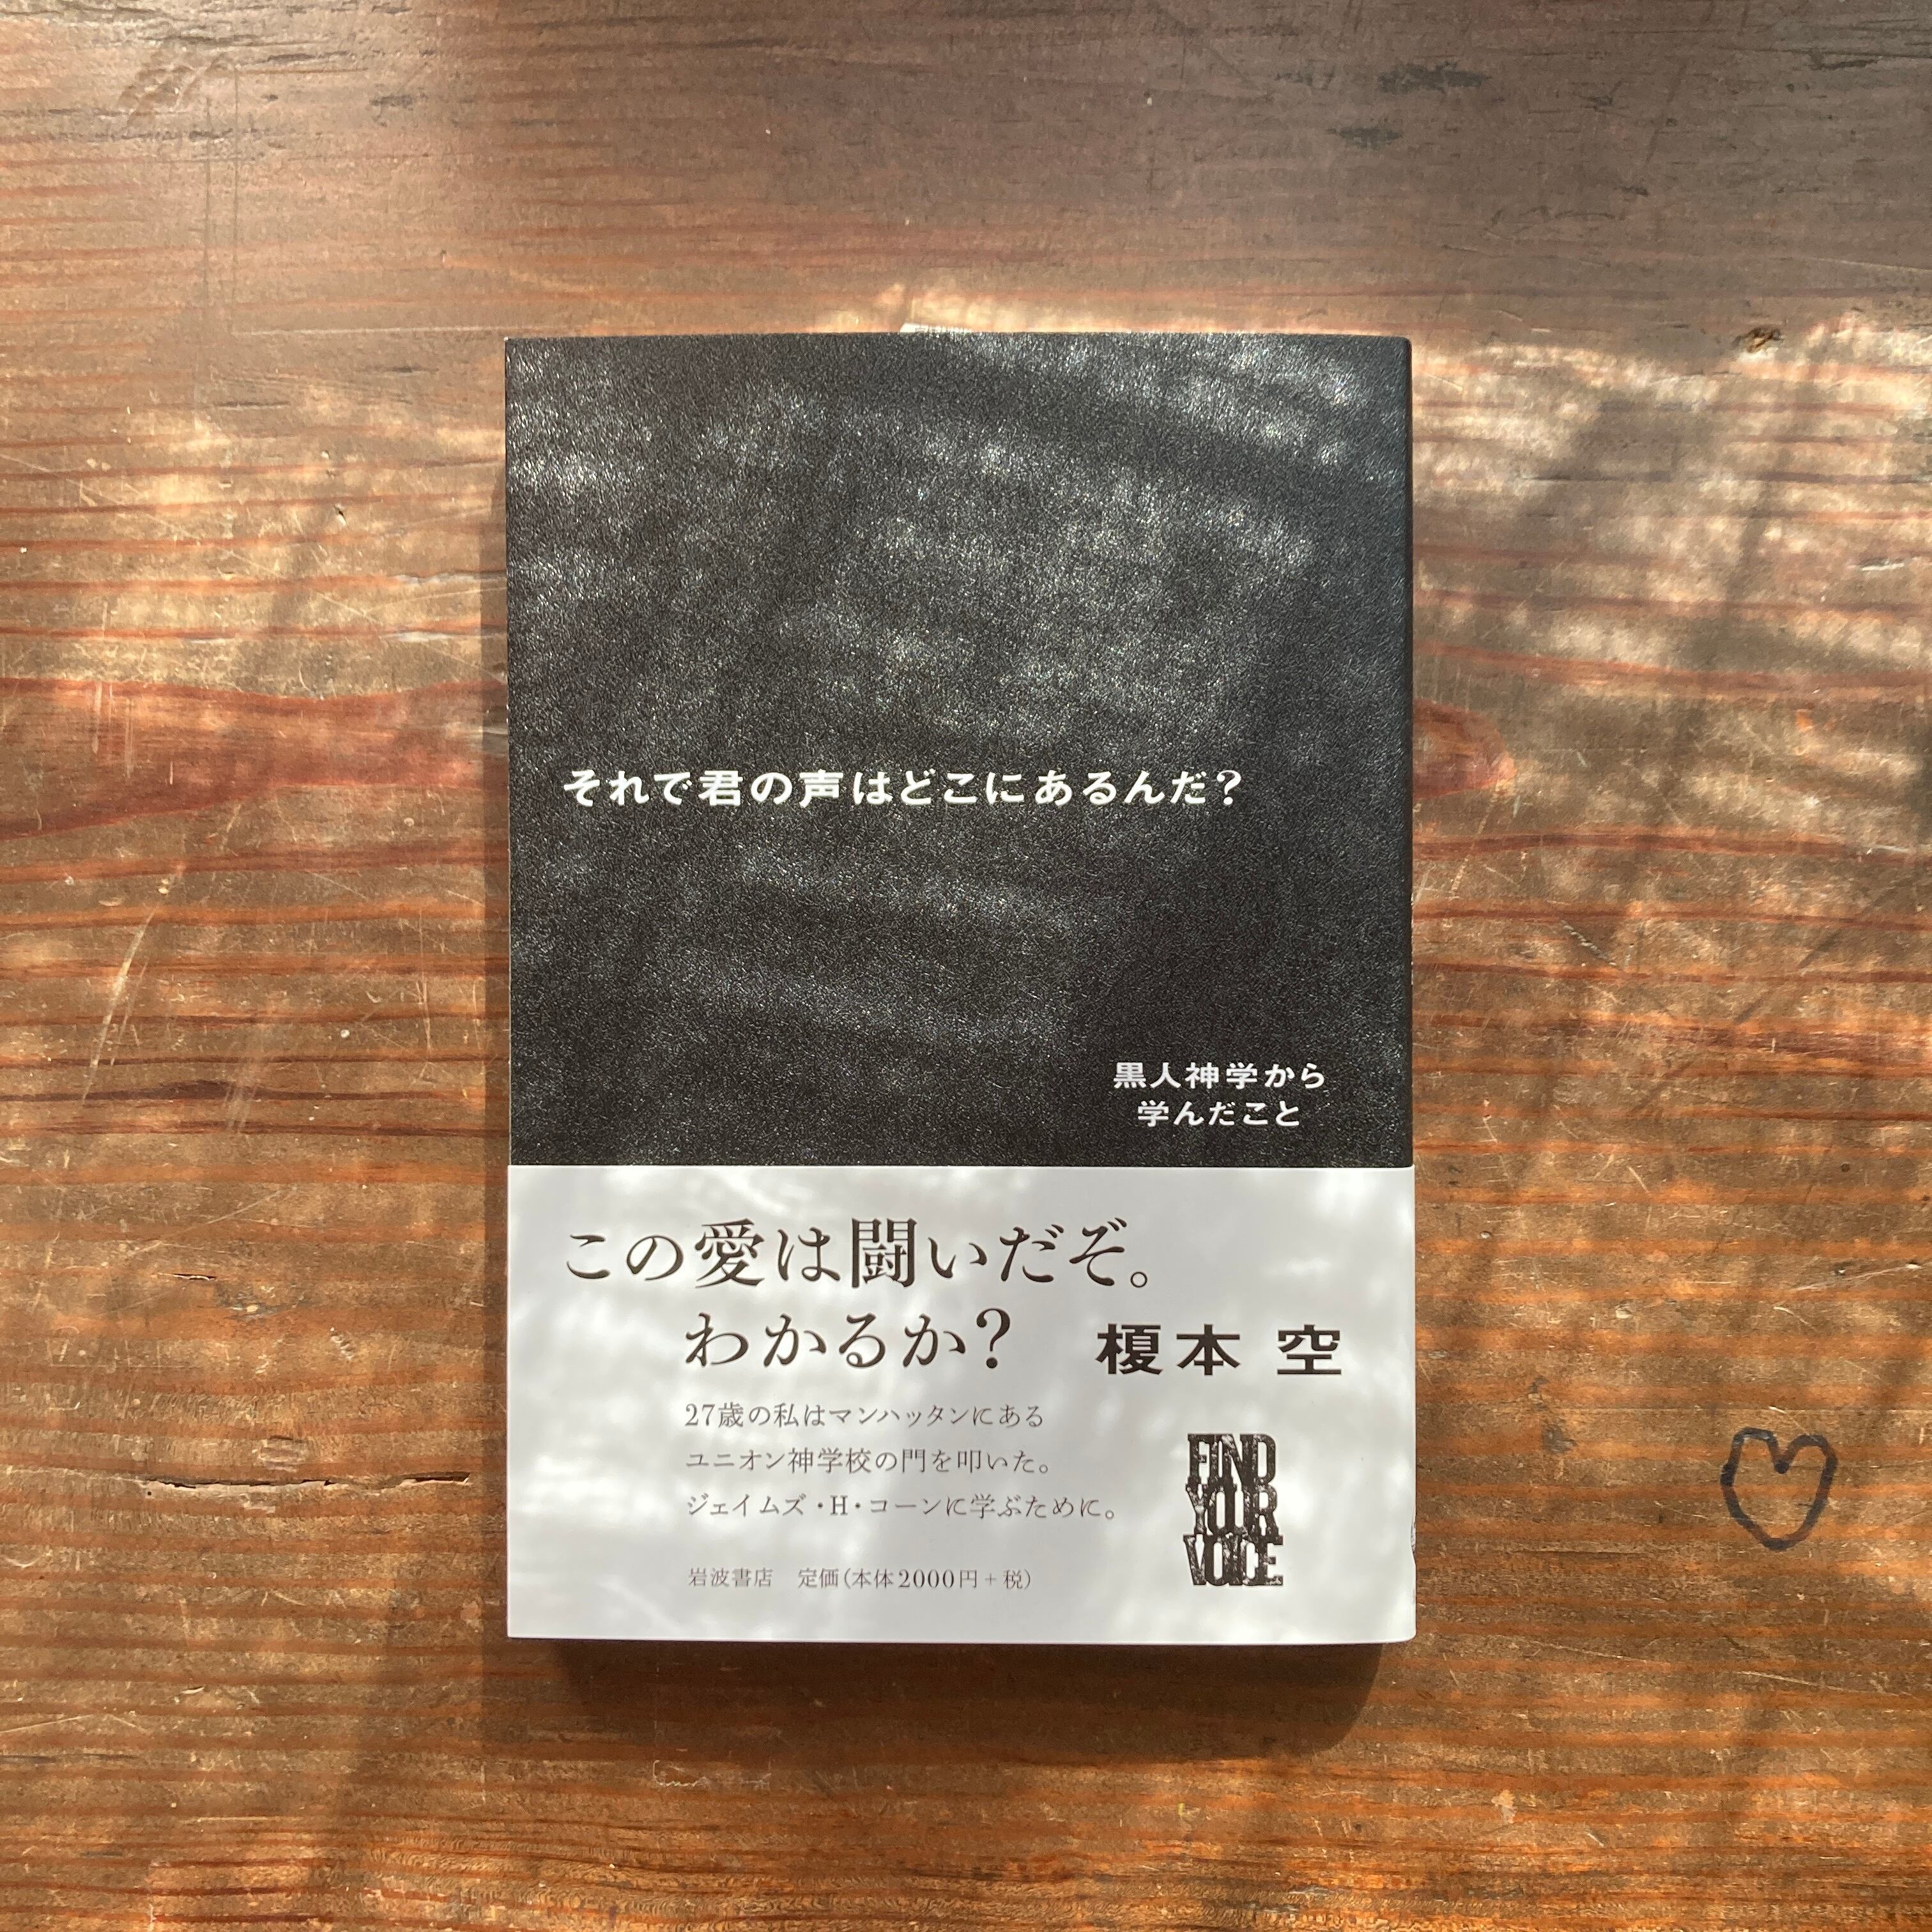 それで君の声はどこにあるんだ?
黒人神学から
学んだこと
この愛は闘いだぞ。
わかるか?
榎本 空
27歳の私はマンハッタンにある
ユニオン神学校の門を叩いた。
ジェイムズ・H・コーンに学ぶために。
FIND
YOUR
VOICE
岩波書店 定価(本体2000円+税)